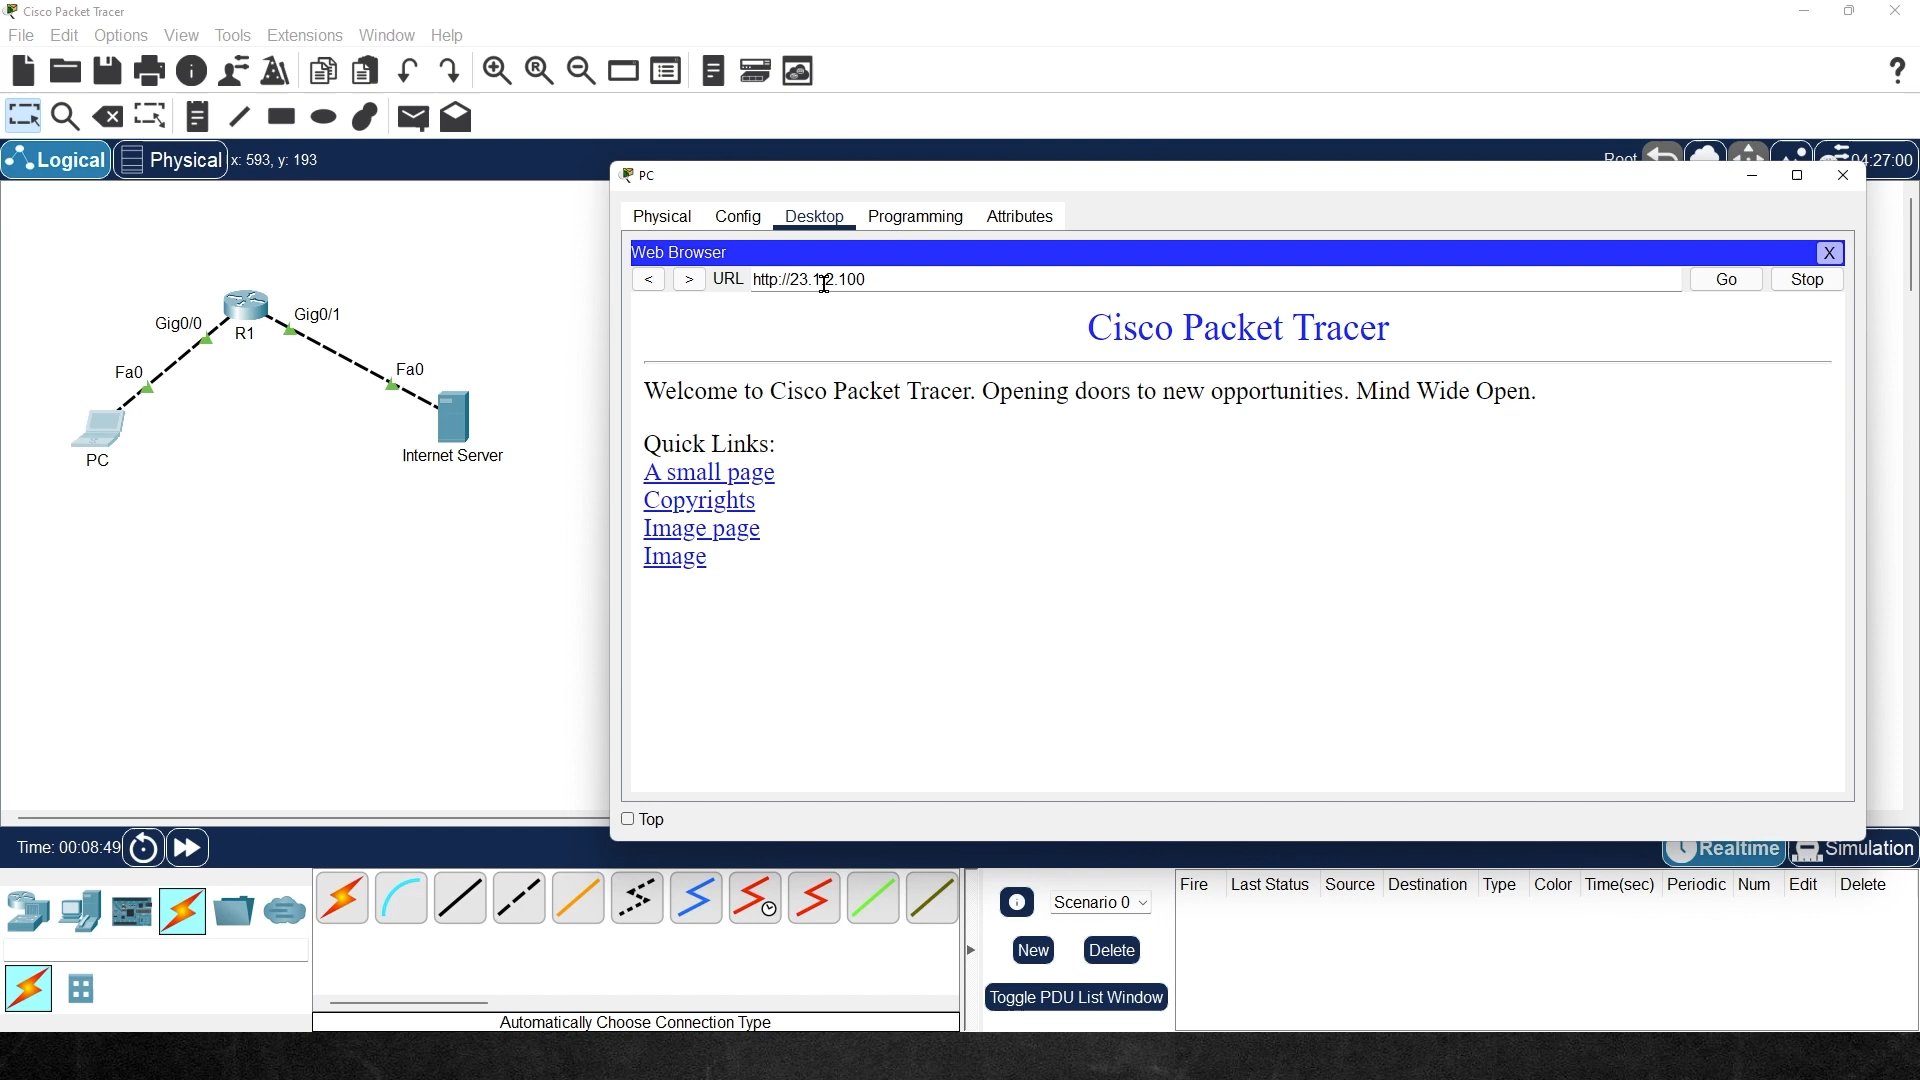 Cisco Packet Tracer
File Edit Options View Tools Extensions Window Help
Logical Physical x: 593, y: 193 Root 04:27:00
PC
Physical Config Desktop Programming Attributes
Web Browser X
< > URL http://23.1.2.100 Go Stop
Cisco Packet Tracer
Welcome to Cisco Packet Tracer. Opening doors to new opportunities. Mind Wide Open.
Quick Links:
A small page
Copyrights
Image page
Image
Top
Gig0/0
R1
Gig0/1
Fa0
Fa0
PC
Internet Server
Time: 00:08:49 Realtime Simulation
Scenario 0
New Delete
Toggle PDU List Window
Fire Last Status Source Destination Type Color Time(sec) Periodic Num Edit Delete
Automatically Choose Connection Type